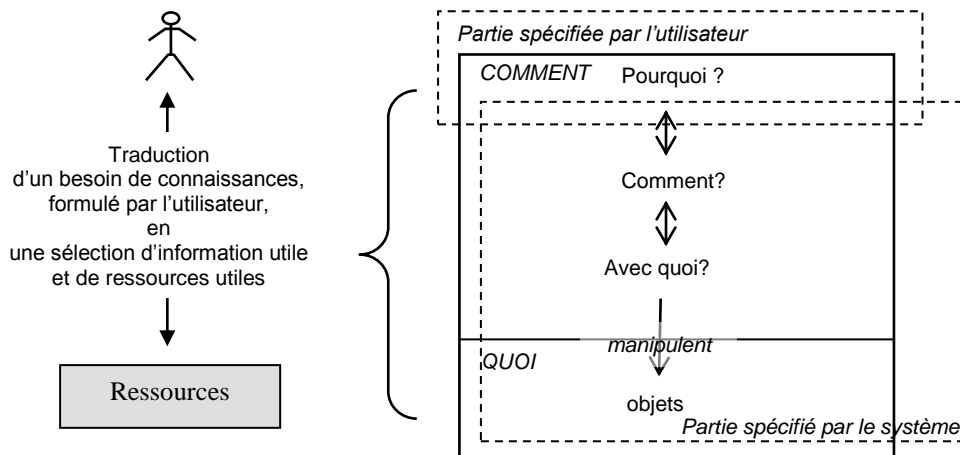 Traduction
d'un besoin de connaissances,
formulé par l'utilisateur,
en
une sélection d'information utile
et de ressources utiles
Ressources
Partie spécifiée par l'utilisateur
COMMENT
Pourquoi ?
Comment?
Avec quoi?
manipulent
QUOI
objets
Partie spécifié par le système